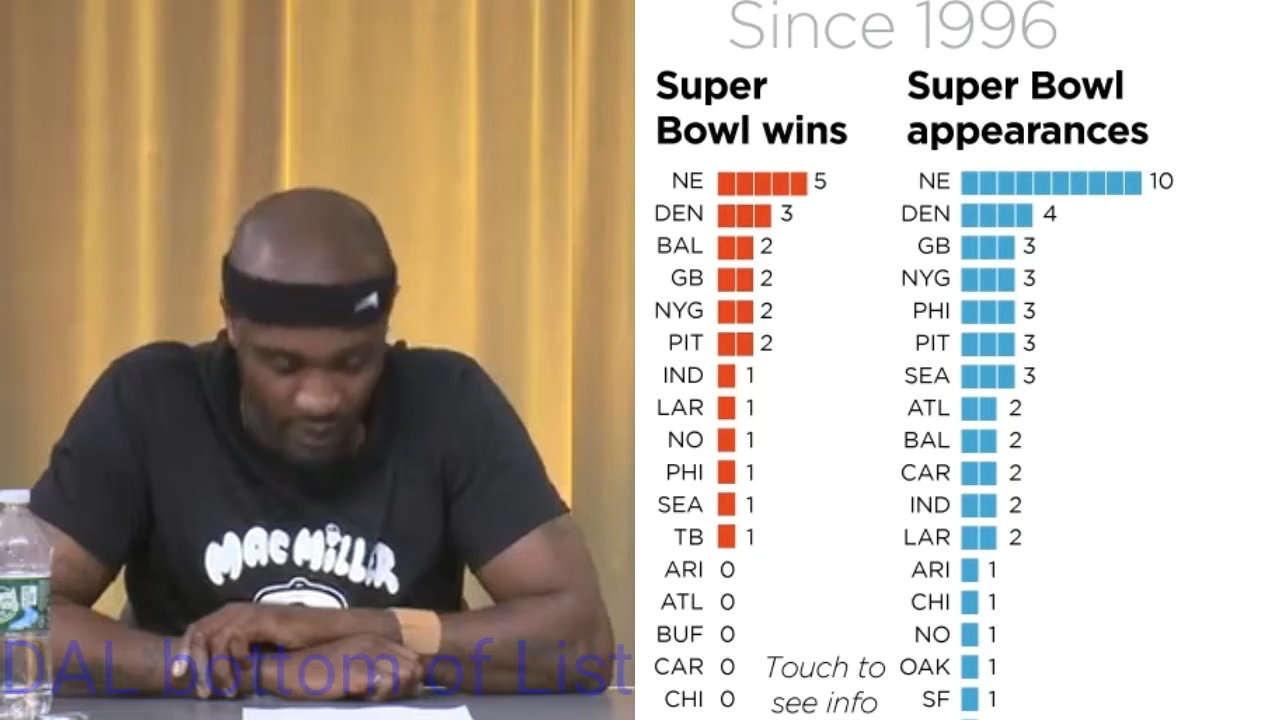 MAC MILLER
DAL bottom of List
Since 1996
Super
Bowl wins
NE 5
DEN 3
BAL 2
GB 2
NYG 2
PIT 2
IND 1
LAR 1
NO 1
PHI 1
SEA 1
TB 1
ARI 0
ATL 0
BUF 0
CAR 0
CHI 0
Touch to
see info
Super Bowl
appearances
NE 10
DEN 4
GB 3
NYG 3
PHI 3
PIT 3
SEA 3
ATL 2
BAL 2
CAR 2
IND 2
LAR 2
ARI 1
CHI 1
NO 1
OAK 1
SF 1